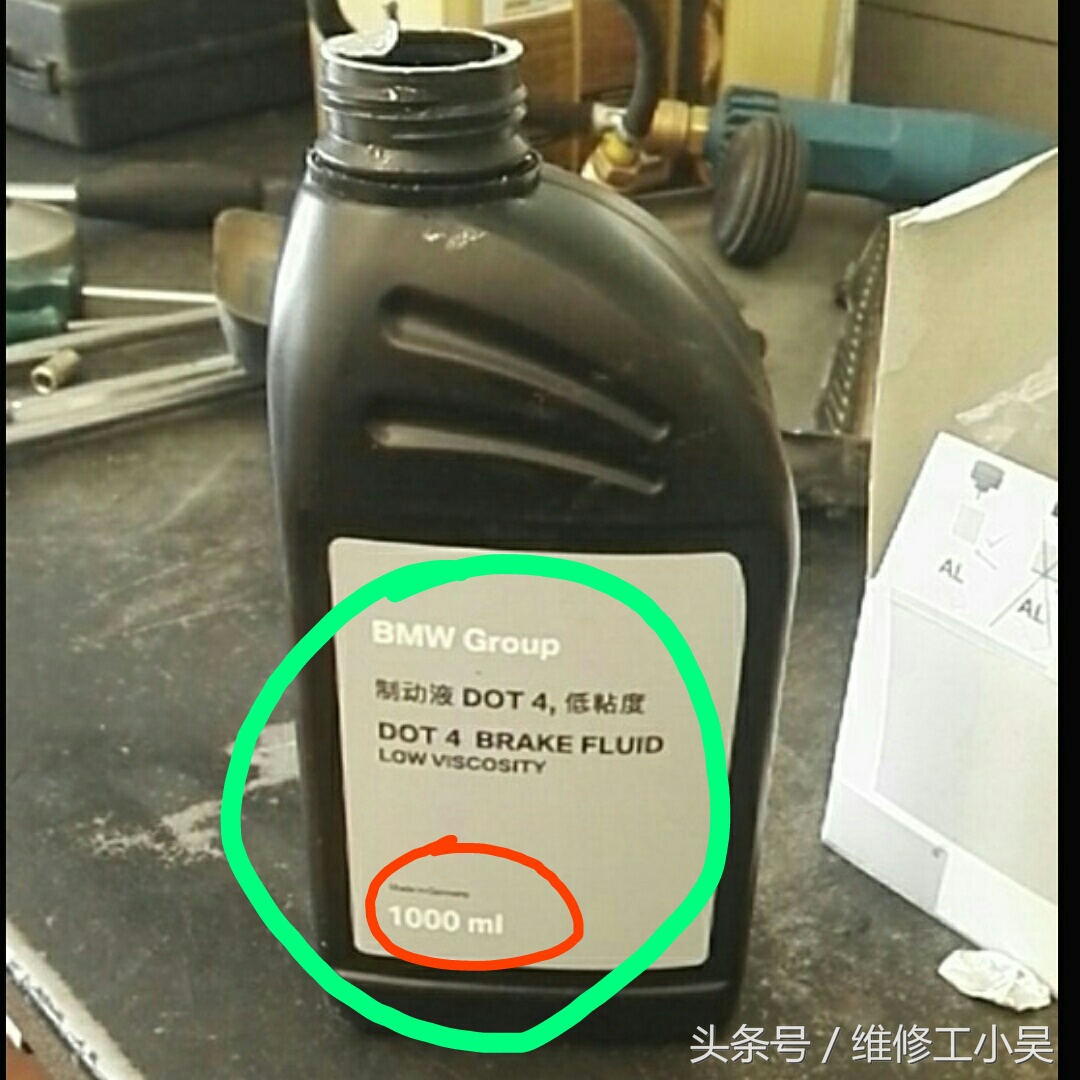 BMW Group
制动液 DOT 4, 低粘度
DOT 4 BRAKE FLUID
LOW VISCOSITY
Made in Germany
1000 ml
AL
AL
头条号 / 维修工小吴